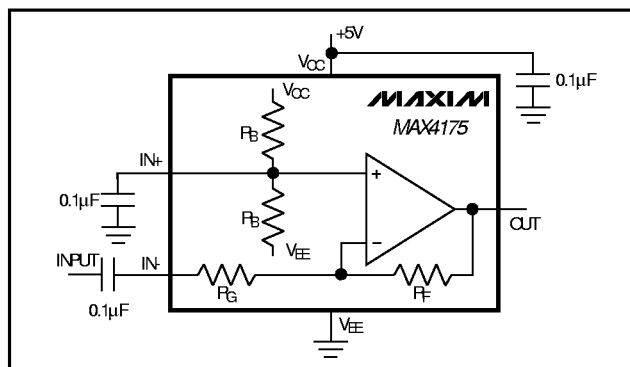 +5V
VCC
0.1µF
VCC
MAXIM
MAX4175
RB
IN+
0.1µF
RB
OUT
VEE
INPUT
IN-
RG
RF
0.1µF
VEE